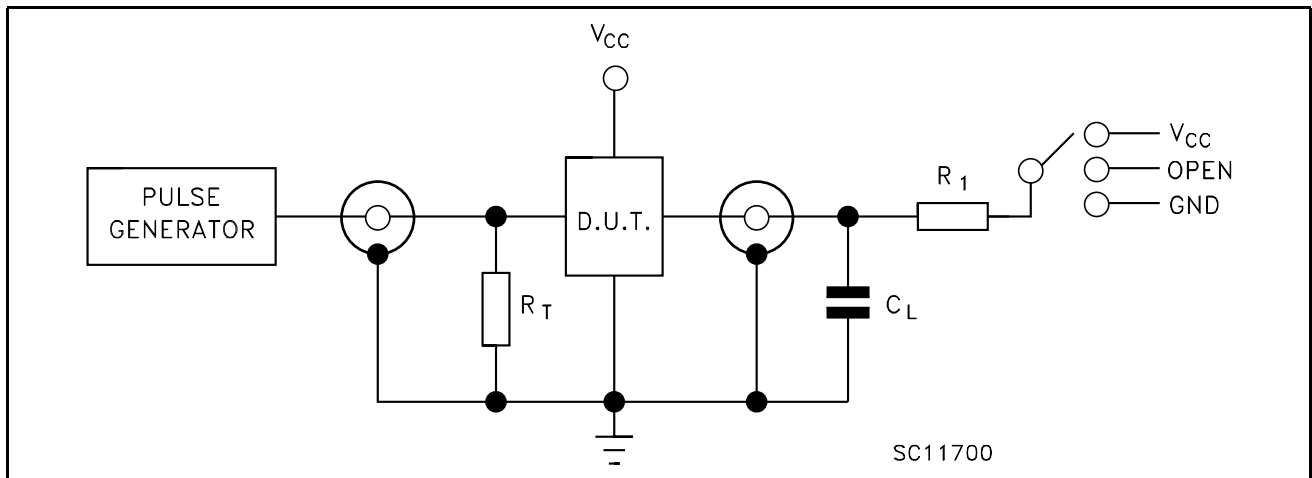 VCC
PULSE
GENERATOR
D.U.T.
RT
CL
R1
VCC
OPEN
GND
SC11700